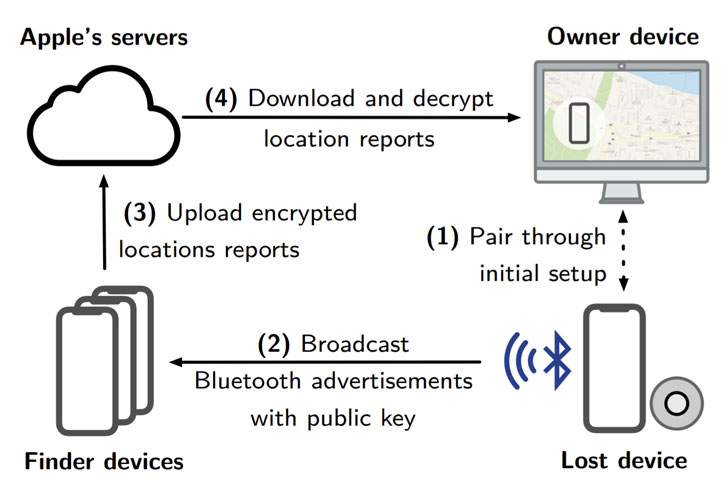 Apple's servers
Owner device
(4) Download and decrypt
location reports
(3) Upload encrypted
locations reports
(1) Pair through
initial setup
(2) Broadcast
Bluetooth advertisements
with public key
Finder devices
Lost device